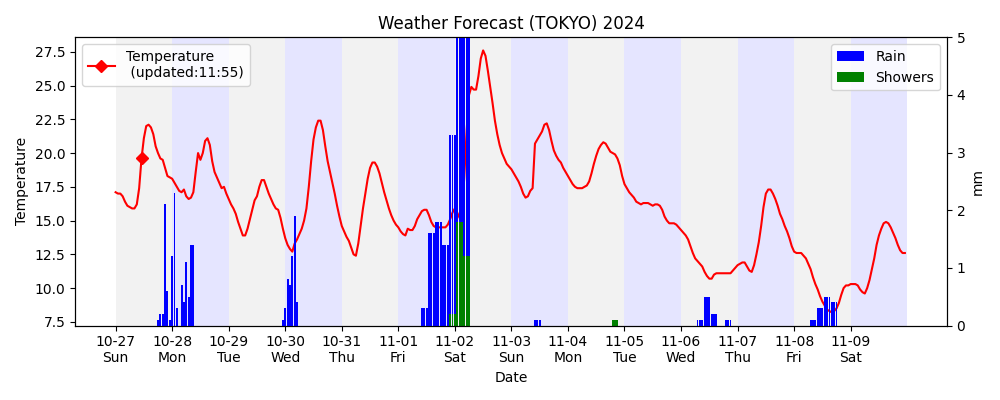 Weather Forecast (TOKYO) 2024
Temperature
(updated:11:55)
Rain
Showers
Temperature
27.5
25.0
22.5
20.0
17.5
15.0
12.5
10.0
7.5
5
4
3
2
1
0
mm
10-27 10-28 10-29 10-30 10-31 11-01 11-02 11-03 11-04 11-05 11-06 11-07 11-08 11-09
Sun Mon Tue Wed Thu Fri Sat Sun Mon Tue Wed Thu Fri Sat
Date